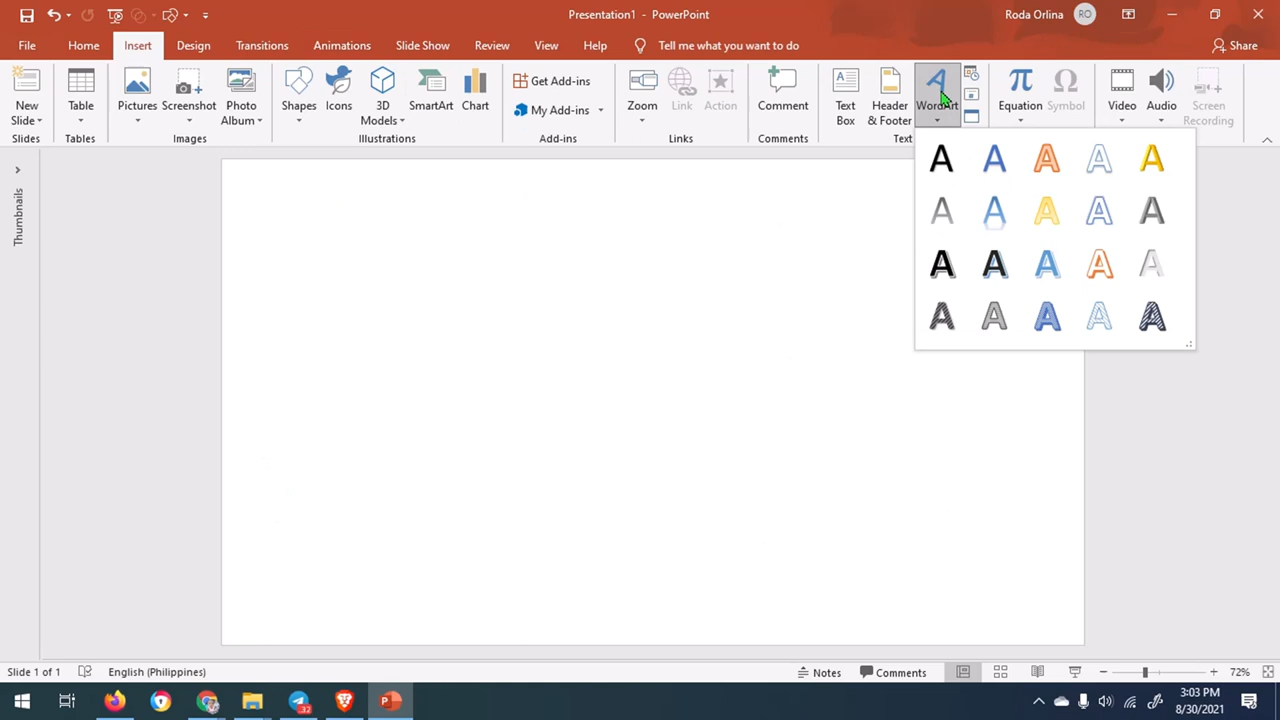 Presentation1 - PowerPoint
Roda Orlina RO
File Home Insert Design Transitions Animations Slide Show Review View Help Tell me what you want to do Share
New Slide
Table
Pictures
Screenshot
Photo Album
Shapes
Icons
3D Models
SmartArt
Chart
Get Add-ins
My Add-ins
Zoom
Link
Action
Comment
Text Box
Header & Footer
WordArt
Equation
Symbol
Video
Audio
Screen Recording
Slides Tables Images Illustrations Add-ins Links Comments Text Symbols Media
A A A A A
A A A A A
A A A A A
A A A A A
Thumbnails
Slide 1 of 1 English (Philippines) Notes Comments 72%
3:03 PM
8/30/2021